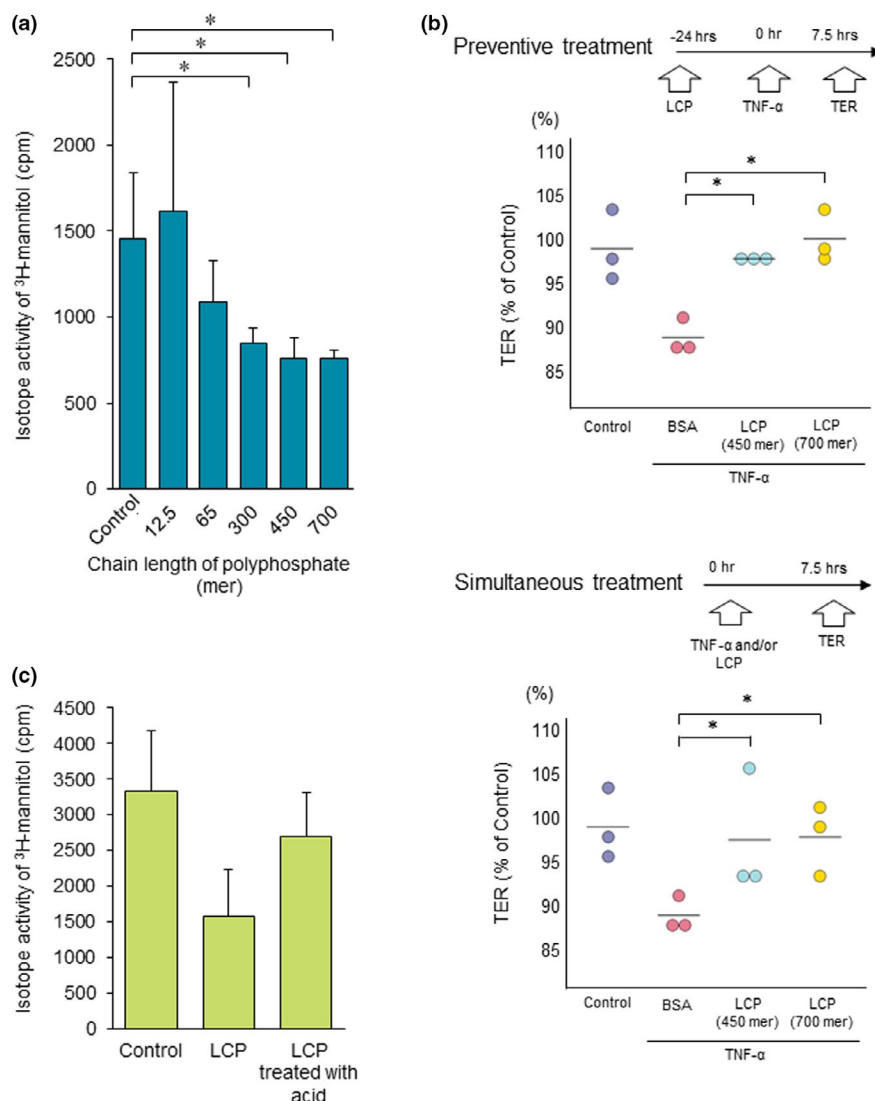 (a)
*
*
*
2500
2000
1500
1000
500
0
Isotope activity of ³H-mannitol (cpm)
Control
12.5
65
300
450
700
Chain length of polyphosphate
(mer)
(b)
Preventive treatment
-24 hrs
0 hr
7.5 hrs
LCP
TNF-α
TER
(%)
110
105
100
95
90
85
TER (% of Control)
*
*
Control
BSA
LCP
(450 mer)
LCP
(700 mer)
TNF-α
Simultaneous treatment
0 hr
7.5 hrs
TNF-α and/or
LCP
TER
(%)
110
105
100
95
90
85
TER (% of Control)
*
*
Control
BSA
LCP
(450 mer)
LCP
(700 mer)
TNF-α
(c)
4500
4000
3500
3000
2500
2000
1500
1000
500
0
Isotope activity of ³H-mannitol (cpm)
Control
LCP
LCP
treated with
acid